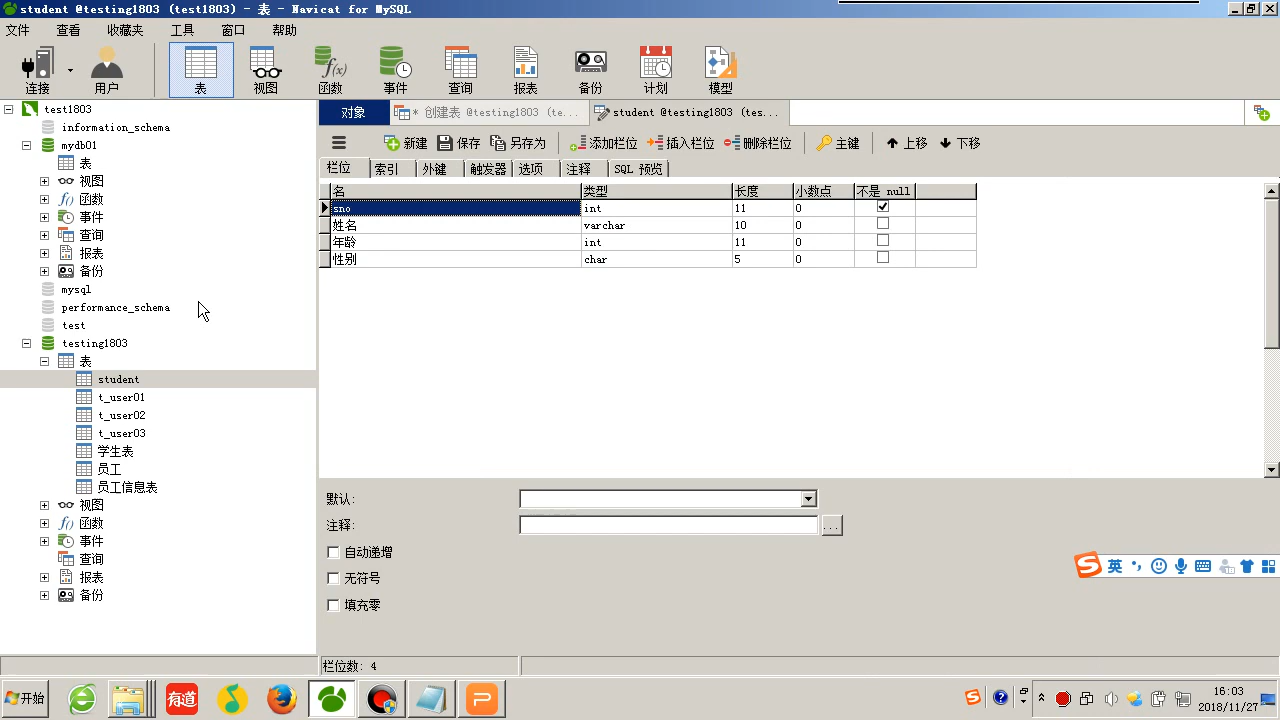 student @testing1803 (test1803) - 表 - Navicat for MySQL
文件 查看 收藏夹 工具 窗口 帮助
连接 用户 表 视图 函数 事件 查询 报表 备份 计划 模型
test1803
information_schema
mydb01
表
视图
函数
事件
查询
报表
备份
mysql
performance_schema
test
testing1803
表
student
t_user01
t_user02
t_user03
学生表
员工
员工信息表
视图
函数
事件
查询
报表
备份
对象 * 创建表 @testing1803 (te... student @testing1803 (tes...
新建 保存 另存为 添加栏位 插入栏位 删除栏位 主键 上移 下移
栏位 索引 外键 触发器 选项 注释 SQL 预览
名 类型 长度 小数点 不是 null
sno int 11 0
姓名 varchar 10 0
年龄 int 11 0
性别 char 5 0
默认:
注释:
...
自动递增
无符号
填充零
英
栏位数: 4
开始 有道 18:03
2018/11/27